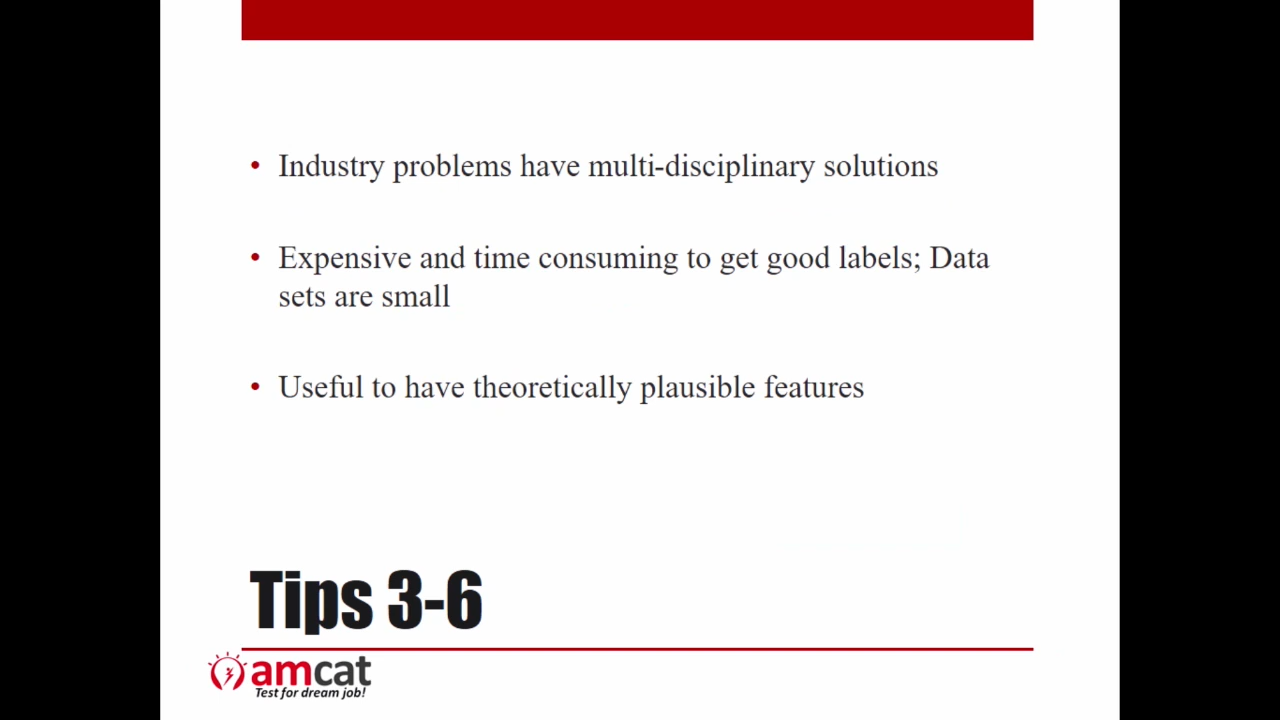 • Industry problems have multi-disciplinary solutions
• Expensive and time consuming to get good labels; Data
sets are small
• Useful to have theoretically plausible features
Tips 3-6
amcat
Test for dream job!